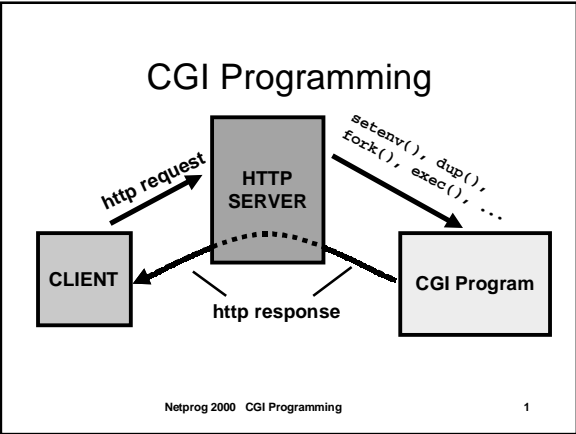 CGI Programming
http request
HTTP
SERVER
setenv(), dup(),
fork(), exec(), ...
CLIENT
CGI Program
http response
Netprog 2000 CGI Programming 1